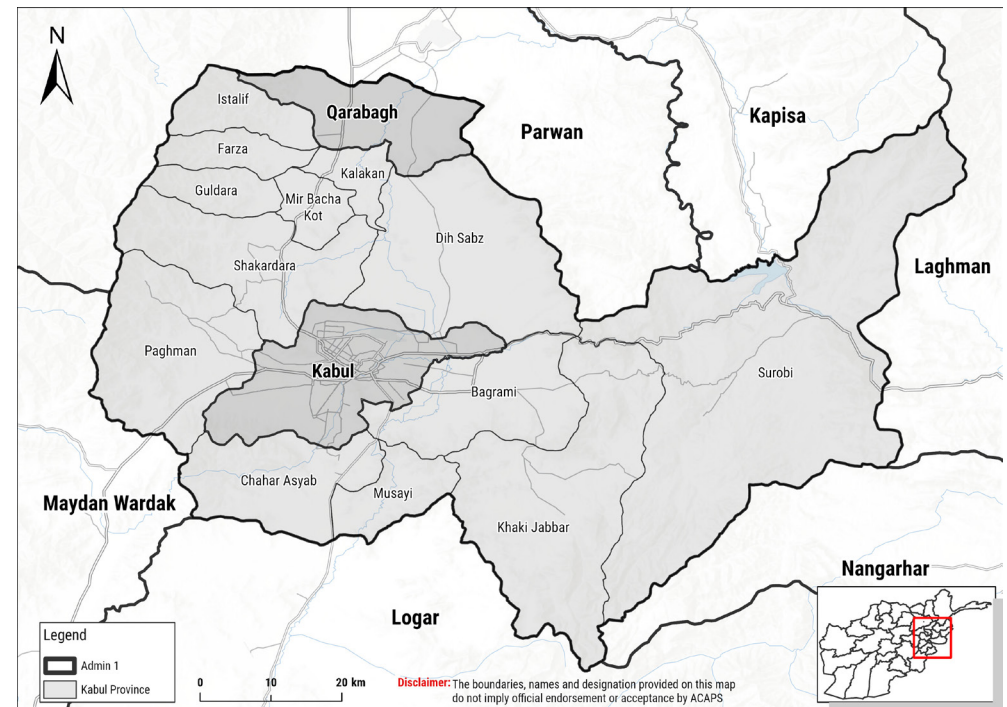 N
Istalif
Qarabagh
Parwan
Kapisa
Farza
Kalakan
Guldara
Mir Bacha
Kot
Dih Sabz
Shakardara
Laghman
Paghman
Kabul
Bagrami
Surobi
Chahar Asyab
Musayi
Maydan Wardak
Khaki Jabbar
Nangarhar
Logar
Legend
Admin 1
Kabul Province
0 10 20 km
Disclaimer: The boundaries, names and designation provided on this map
do not imply official endorsement or acceptance by ACAPS